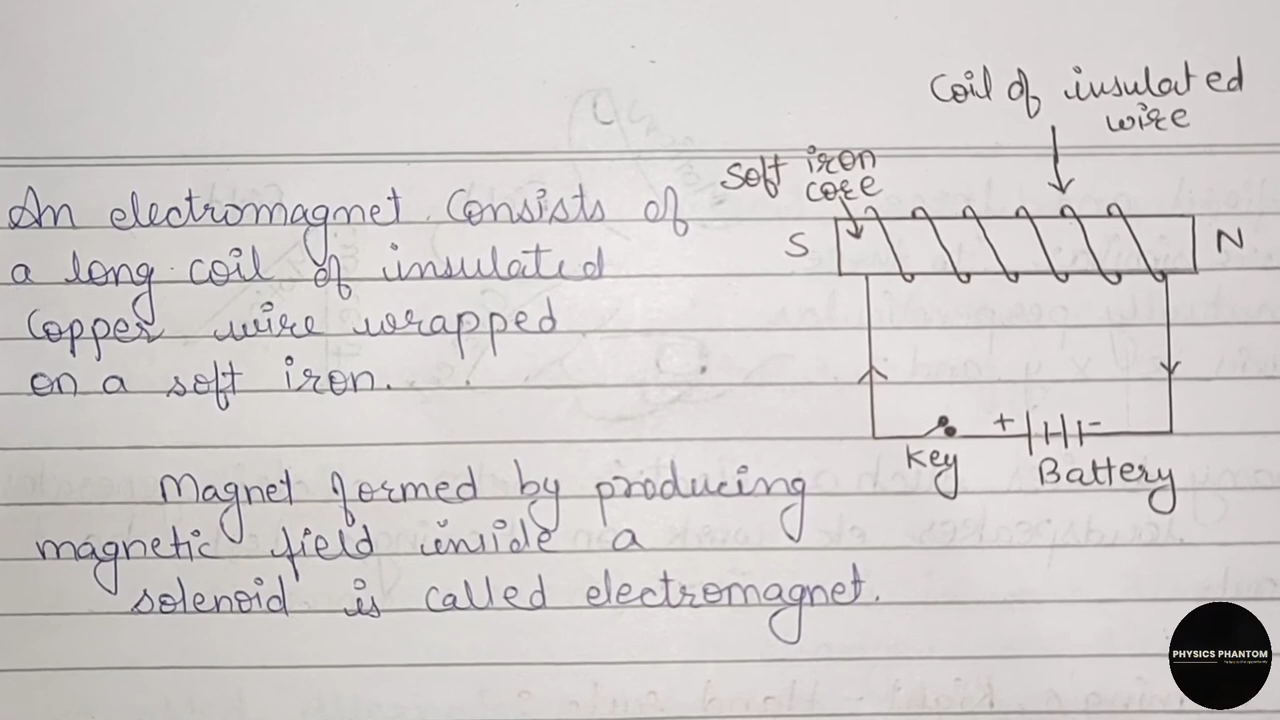 Coil of insulated
wire
Soft iron
core
S
N
An electromagnet consists of
a long coil of insulated
Copper wire wrapped
on a soft iron.
+
-
Key
Battery
Magnet formed by producing
magnetic field inside a
solenoid is called electromagnet.
PHYSICS PHANTOM